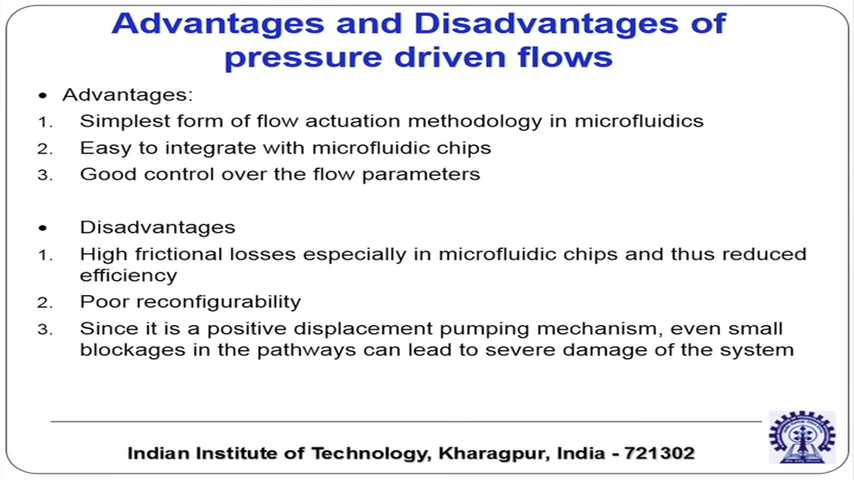 Advantages and Disadvantages of
pressure driven flows
• Advantages:
1. Simplest form of flow actuation methodology in microfluidics
2. Easy to integrate with microfluidic chips
3. Good control over the flow parameters
• Disadvantages
1. High frictional losses especially in microfluidic chips and thus reduced
efficiency
2. Poor reconfigurability
3. Since it is a positive displacement pumping mechanism, even small
blockages in the pathways can lead to severe damage of the system
Indian Institute of Technology, Kharagpur, India - 721302